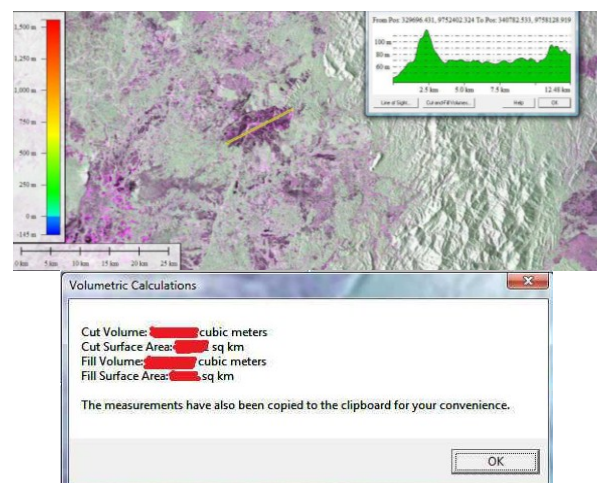 From Pos: 329696.431, 9752402.324 To Pos: 340782.533, 9758128.919
1,500 m
1,000 m
500 m
250 m
0 m
-145 m
100 m
80 m
60 m
2.5 km 5.0 km 7.5 km 12.48 km
Line of Sight... Cut-and-Fill Volumes... Help OK
0 km 5 km 10 km 15 km 20 km 25 km
Volumetric Calculations
Cut Volume: cubic meters
Cut Surface Area: sq km
Fill Volume: cubic meters
Fill Surface Area: sq km
The measurements have also been copied to the clipboard for your convenience.
OK